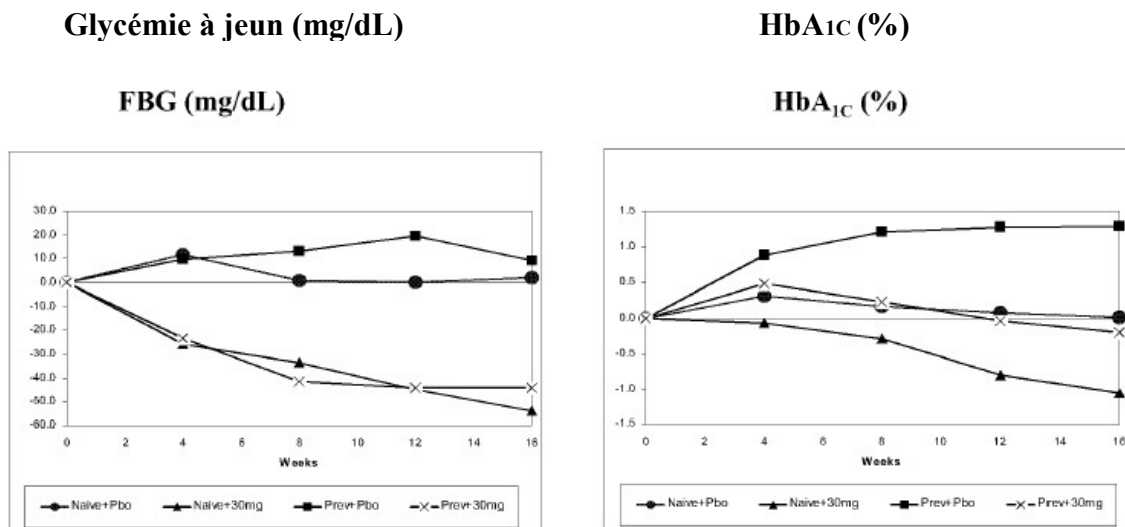 Glycémie à jeun (mg/dL)
HbA1C (%)
FBG (mg/dL)
HbA1C (%)
30.0
20.0
10.0
0.0
-10.0
-20.0
-30.0
-40.0
-50.0
-60.0
0 2 4 6 8 10 12 14 16
Weeks
Naive+Pbo Naive+30mg Prev+Pbo Prev+30mg
1.5
1.0
0.5
0.0
-0.5
-1.0
-1.5
0 2 4 6 8 10 12 14 16
Weeks
Naive+Pbo Naive+30mg Prev+Pbo Prev+30mg